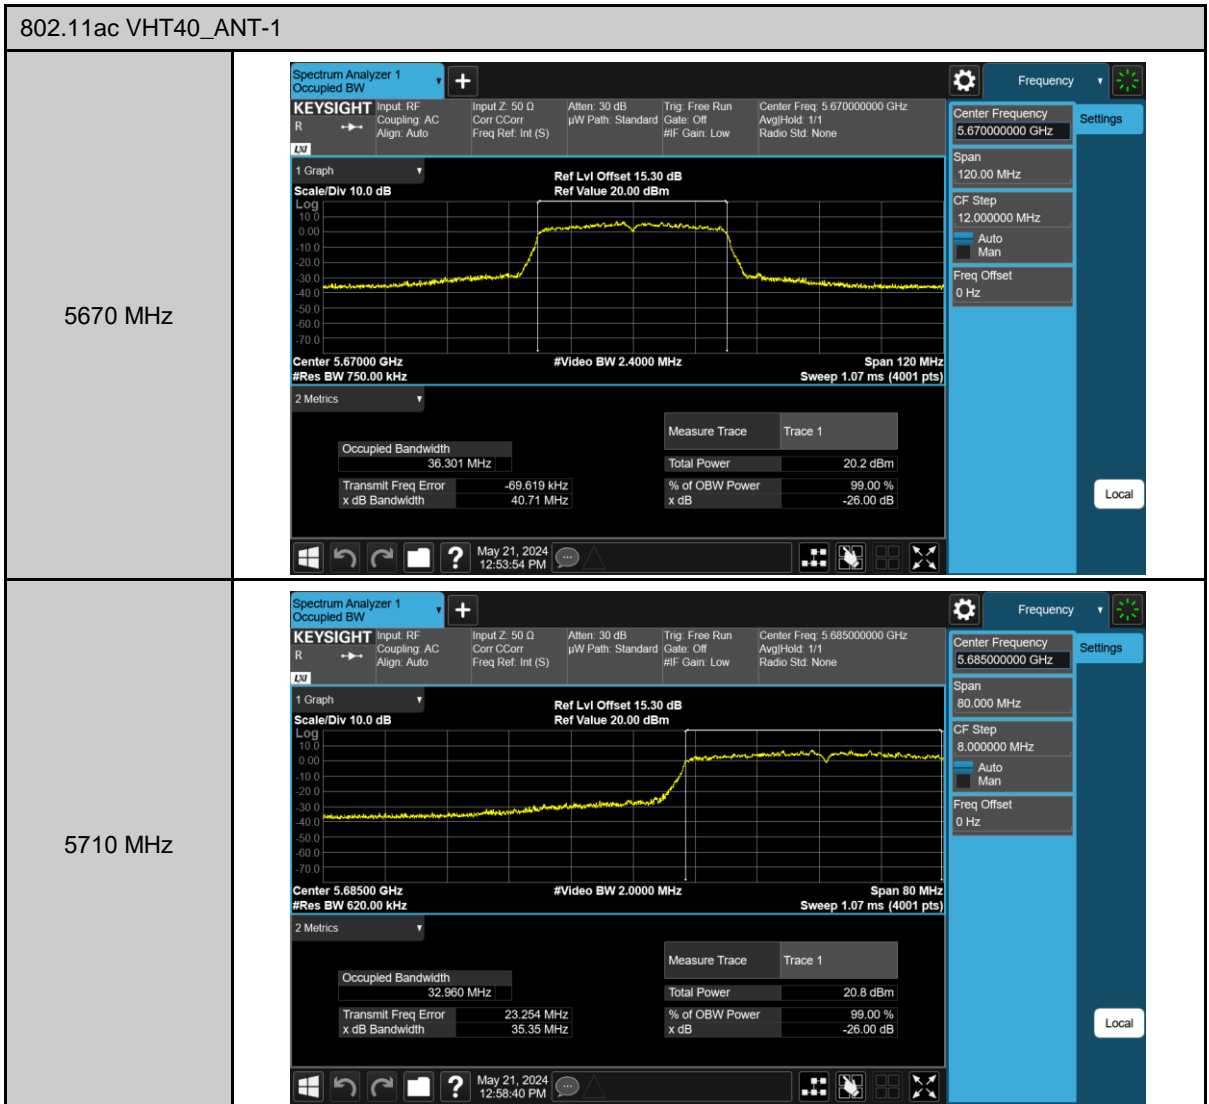 802.11ac VHT40_ANT-1
5670 MHz
Spectrum Analyzer 1
Occupied BW
Frequency
KEYSIGHT
R
LXI
Input: RF
Coupling: AC
Align: Auto
Input Z: 50 Ω
Corr CCorr
Freq Ref: Int (S)
Atten: 30 dB
µW Path: Standard
Trig: Free Run
Gate: Off
#IF Gain: Low
Center Freq: 5.670000000 GHz
Avg|Hold: 1/1
Radio Std: None
Center Frequency
5.670000000 GHz
Settings
Span
120.00 MHz
CF Step
12.000000 MHz
Auto
Man
Freq Offset
0 Hz
Local
1 Graph
Scale/Div 10.0 dB
Ref Lvl Offset 15.30 dB
Ref Value 20.00 dBm
Log
10.0
0.00
-10.0
-20.0
-30.0
-40.0
-50.0
-60.0
-70.0
Center 5.67000 GHz
#Res BW 750.00 kHz
#Video BW 2.4000 MHz
Span 120 MHz
Sweep 1.07 ms (4001 pts)
2 Metrics
Measure Trace Trace 1
Occupied Bandwidth
36.301 MHz
Total Power 20.2 dBm
Transmit Freq Error -69.619 kHz
% of OBW Power 99.00 %
x dB Bandwidth 40.71 MHz
x dB -26.00 dB
May 21, 2024
12:53:54 PM
5710 MHz
Spectrum Analyzer 1
Occupied BW
Frequency
KEYSIGHT
R
LXI
Input: RF
Coupling: AC
Align: Auto
Input Z: 50 Ω
Corr CCorr
Freq Ref: Int (S)
Atten: 30 dB
µW Path: Standard
Trig: Free Run
Gate: Off
#IF Gain: Low
Center Freq: 5.685000000 GHz
Avg|Hold: 1/1
Radio Std: None
Center Frequency
5.685000000 GHz
Settings
Span
80.000 MHz
CF Step
8.000000 MHz
Auto
Man
Freq Offset
0 Hz
Local
1 Graph
Scale/Div 10.0 dB
Ref Lvl Offset 15.30 dB
Ref Value 20.00 dBm
Log
10.0
0.00
-10.0
-20.0
-30.0
-40.0
-50.0
-60.0
-70.0
Center 5.68500 GHz
#Res BW 620.00 kHz
#Video BW 2.0000 MHz
Span 80 MHz
Sweep 1.07 ms (4001 pts)
2 Metrics
Measure Trace Trace 1
Occupied Bandwidth
32.960 MHz
Total Power 20.8 dBm
Transmit Freq Error 23.254 MHz
% of OBW Power 99.00 %
x dB Bandwidth 35.35 MHz
x dB -26.00 dB
May 21, 2024
12:58:40 PM